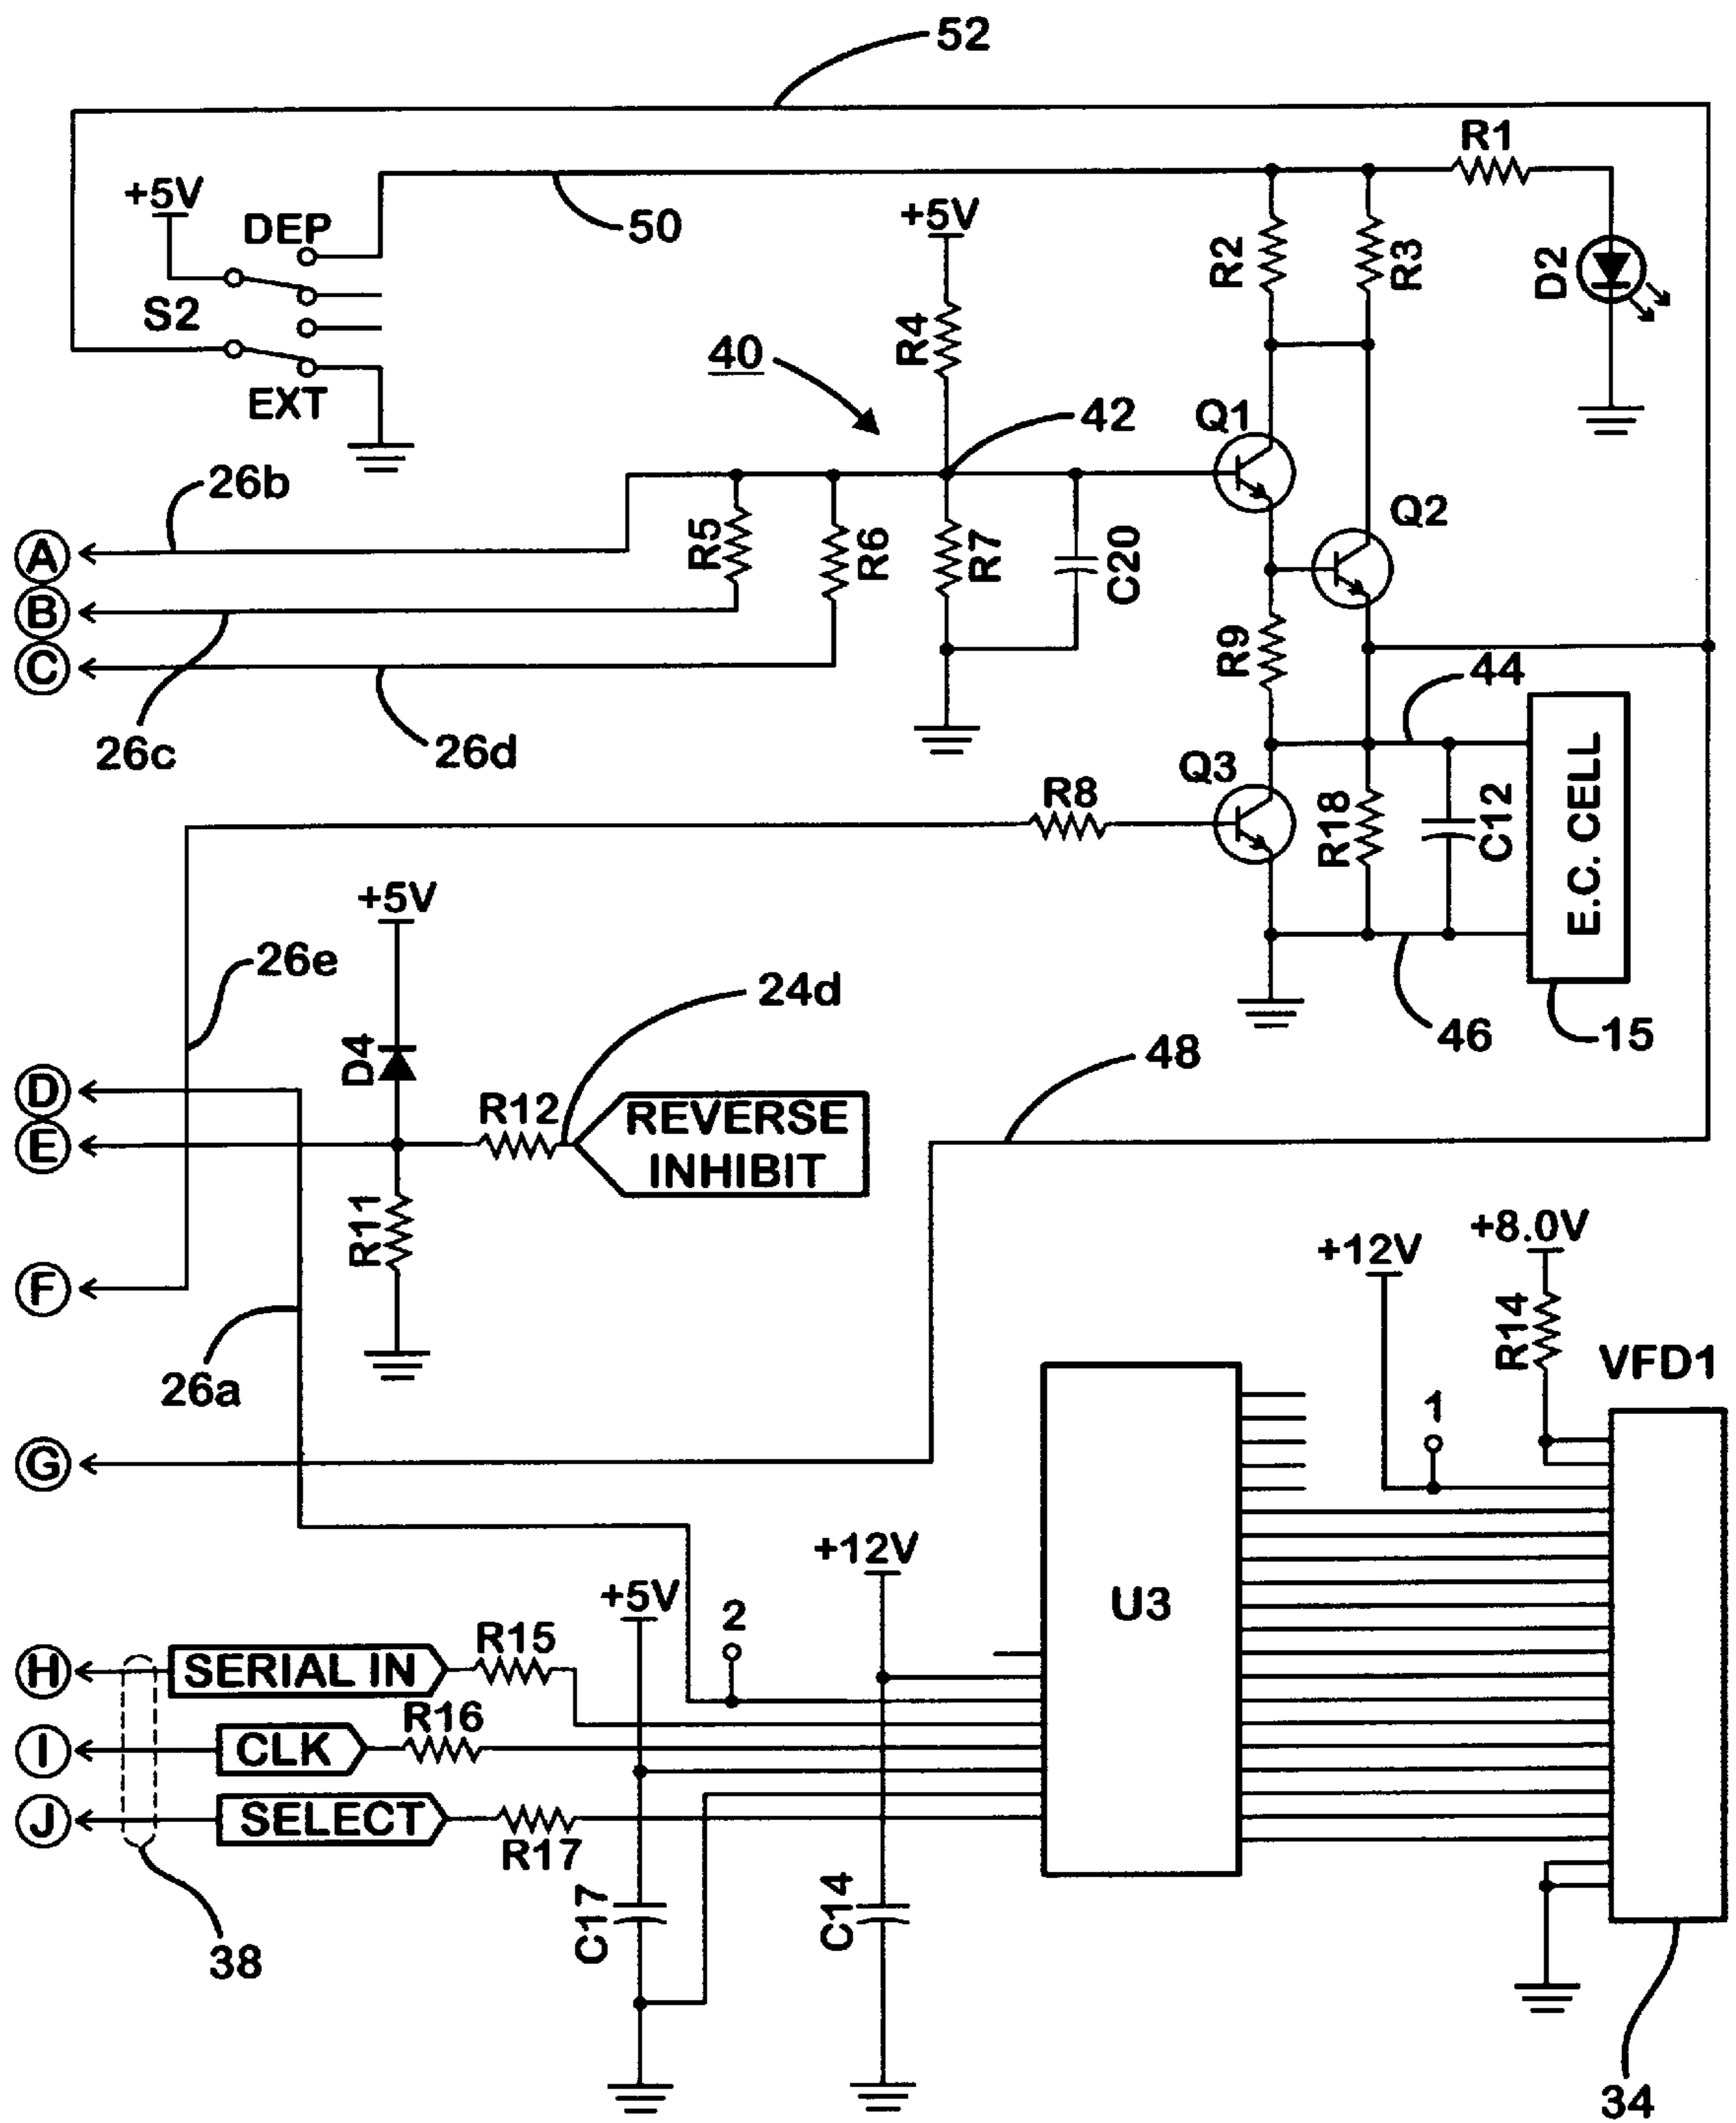 52
R1
+5V
DEP
50
+5V
R2
R3
D2
S2
R4
40
EXT
42
Q1
26b
Q2
A
R5
R6
R7
C20
B
C
R9
44
26c
26d
Q3
R8
R18
C12
E.C. CELL
+5V
26e
24d
46
15
48
D4
D
R12
REVERSE
INHIBIT
E
R11
+8.0V
+12V
F
R14
VFD1
26a
1
G
+12V
+5V
2
U3
H
SERIAL IN
R15
I
CLK
R16
J
SELECT
R17
C17
C14
38
34